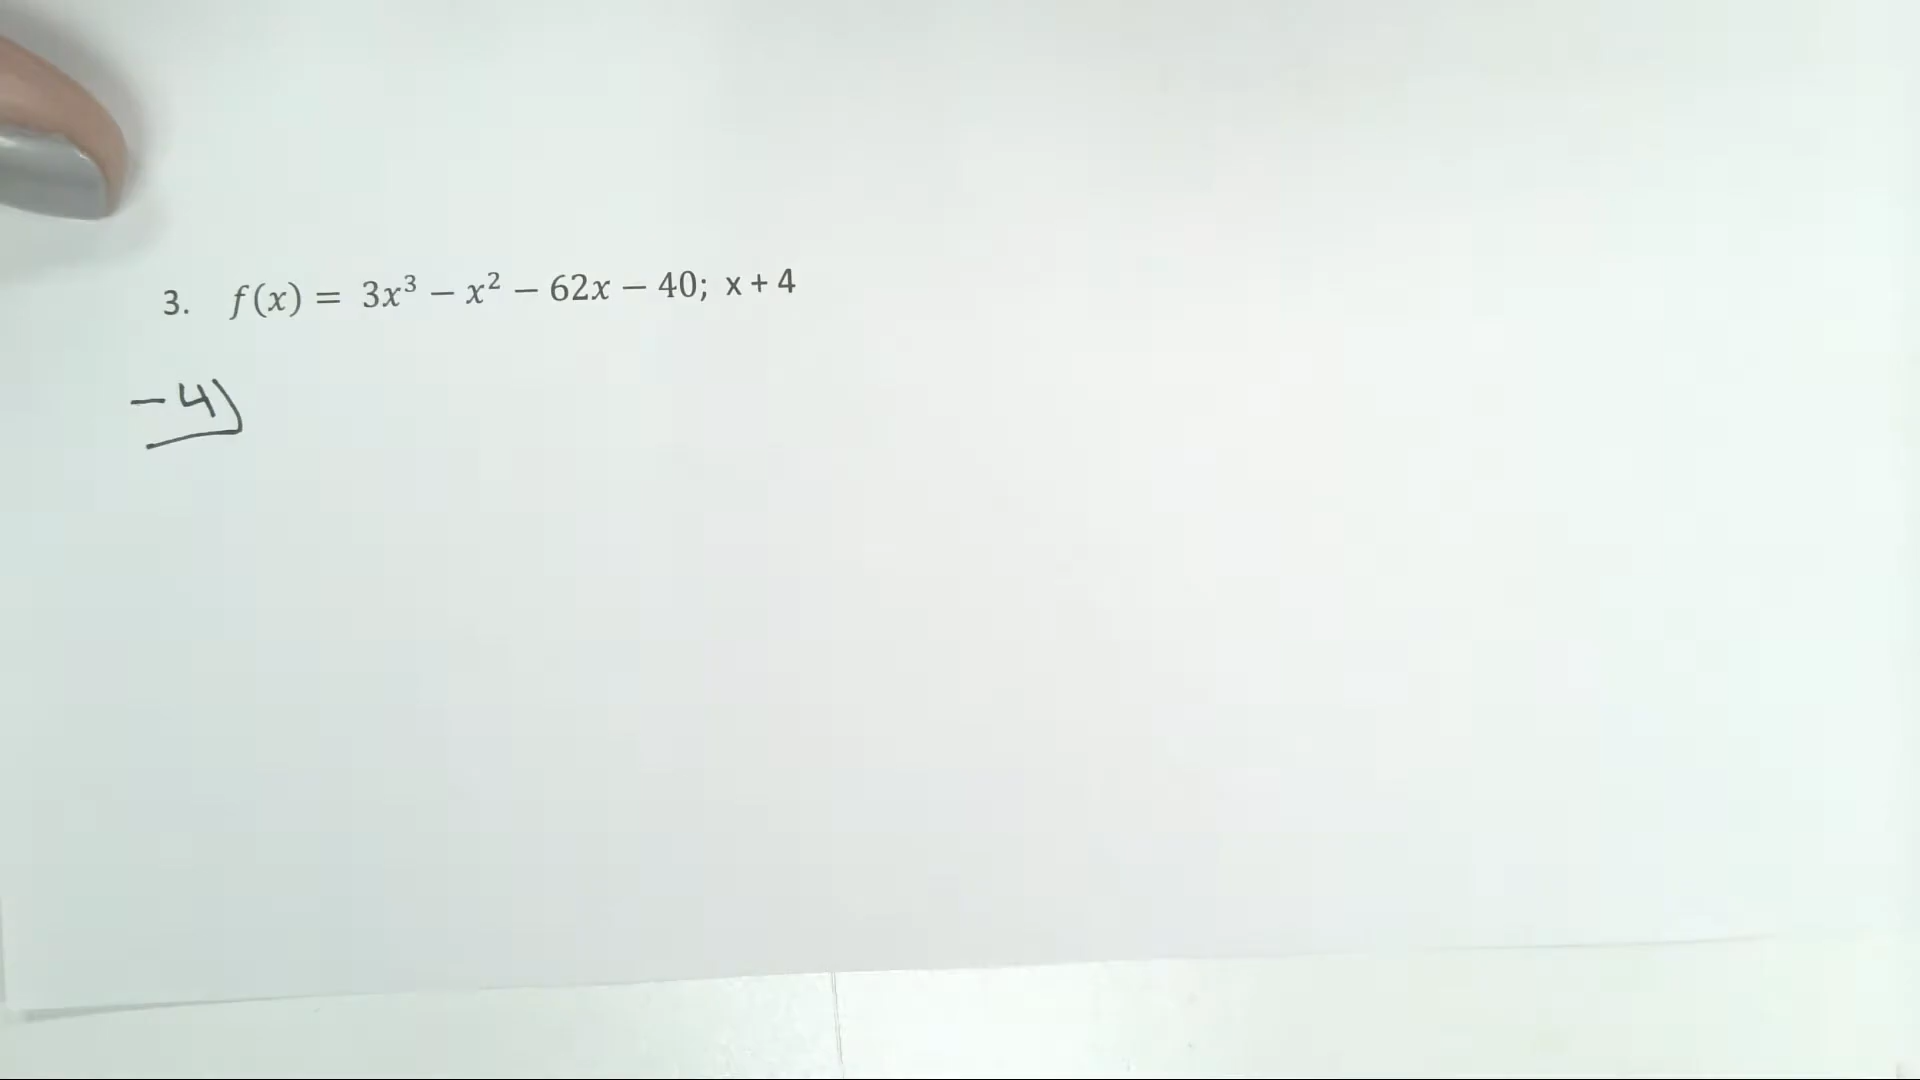 3. f(x) = 3x³ − x² − 62x − 40; x + 4
−4)